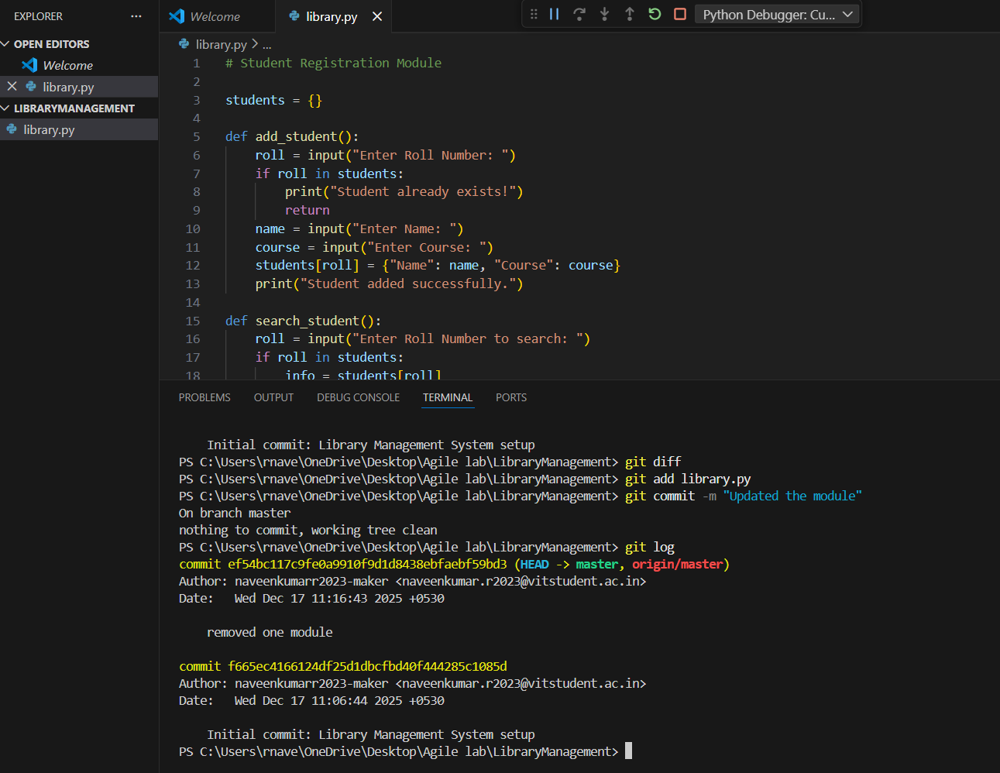 EXPLORER
...
OPEN EDITORS
Welcome
library.py
LIBRARYMANAGEMENT
library.py
Welcome
library.py
Python Debugger: Cu...
library.py > ...
1 # Student Registration Module
2
3 students = {}
4
5 def add_student():
6 roll = input("Enter Roll Number: ")
7 if roll in students:
8 print("Student already exists!")
9 return
10 name = input("Enter Name: ")
11 course = input("Enter Course: ")
12 students[roll] = {"Name": name, "Course": course}
13 print("Student added successfully.")
14
15 def search_student():
16 roll = input("Enter Roll Number to search: ")
17 if roll in students:
18 info = students[roll]
PROBLEMS OUTPUT DEBUG CONSOLE TERMINAL PORTS
Initial commit: Library Management System setup
PS C:\Users\rnave\OneDrive\Desktop\Agile lab\LibraryManagement> git diff
PS C:\Users\rnave\OneDrive\Desktop\Agile lab\LibraryManagement> git add library.py
PS C:\Users\rnave\OneDrive\Desktop\Agile lab\LibraryManagement> git commit -m "Updated the module"
On branch master
nothing to commit, working tree clean
PS C:\Users\rnave\OneDrive\Desktop\Agile lab\LibraryManagement> git log
commit ef54bc117c9fe0a9910f9d1d8438ebfaebf59bd3 (HEAD -> master, origin/master)
Author: naveenkumarr2023-maker <naveenkumar.r2023@vitstudent.ac.in>
Date: Wed Dec 17 11:16:43 2025 +0530
removed one module
commit f665ec4166124df25d1dbcfbd40f444285c1085d
Author: naveenkumarr2023-maker <naveenkumar.r2023@vitstudent.ac.in>
Date: Wed Dec 17 11:06:44 2025 +0530
Initial commit: Library Management System setup
PS C:\Users\rnave\OneDrive\Desktop\Agile lab\LibraryManagement>